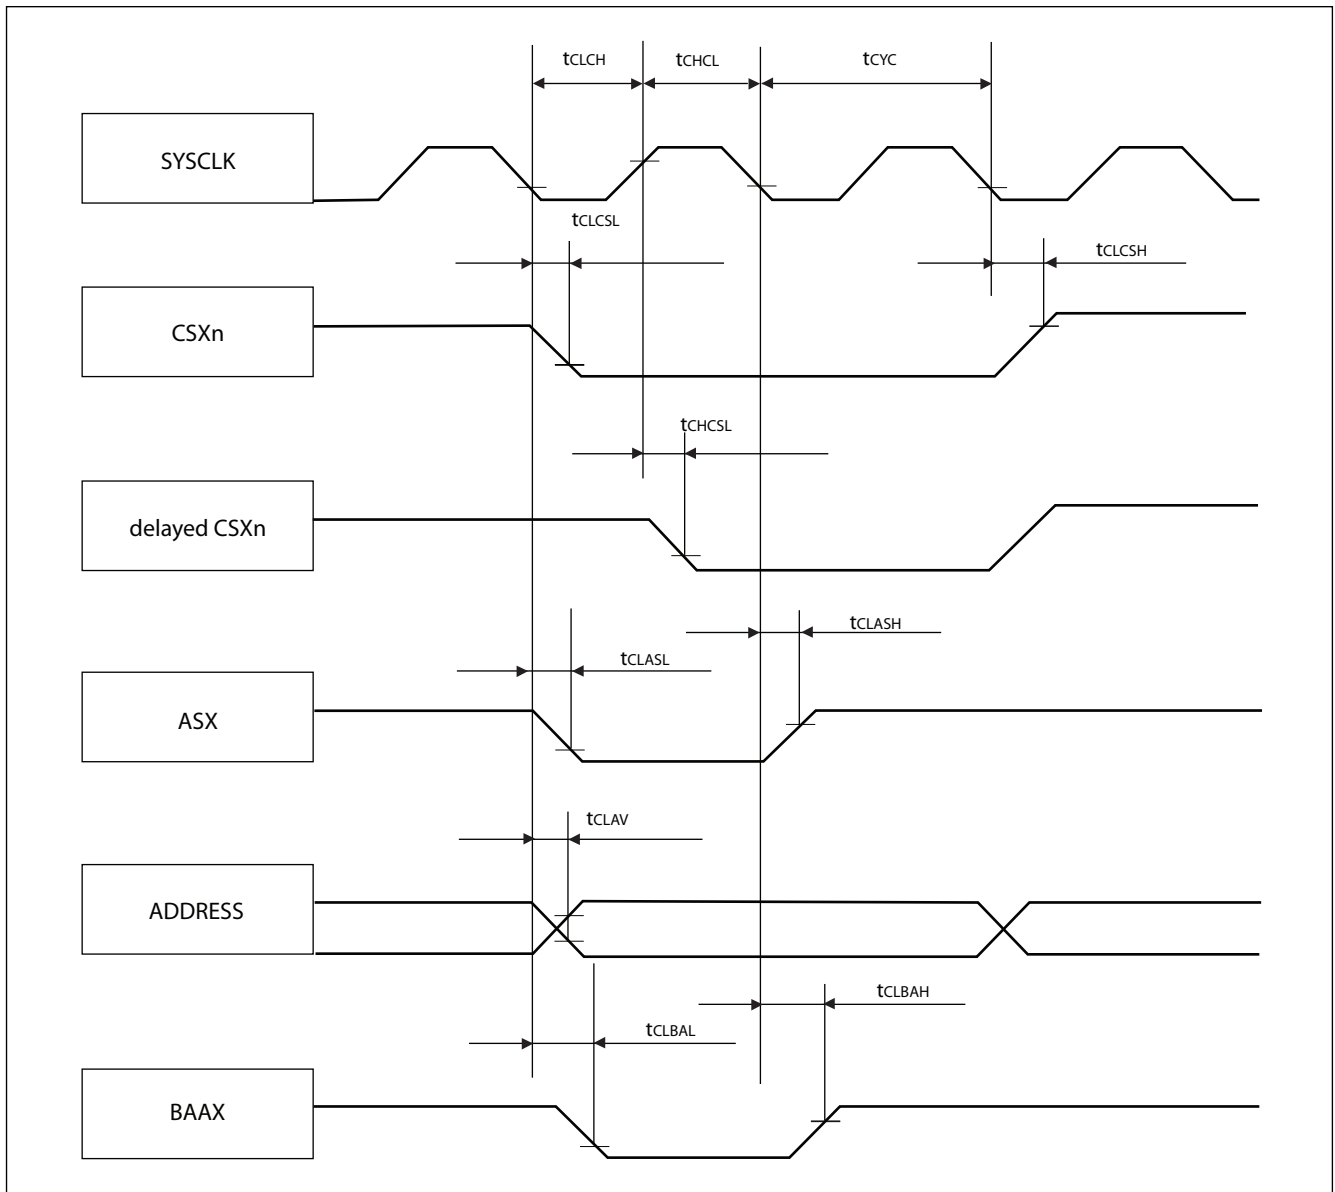 tCLCH
tCHCL
tCYC
SYSCLK
tCLCSL
tCLCSH
CSXn
tCHCSL
delayed CSXn
tCLASH
tCLASL
ASX
tCLAV
ADDRESS
tCLBAH
tCLBAL
BAAX